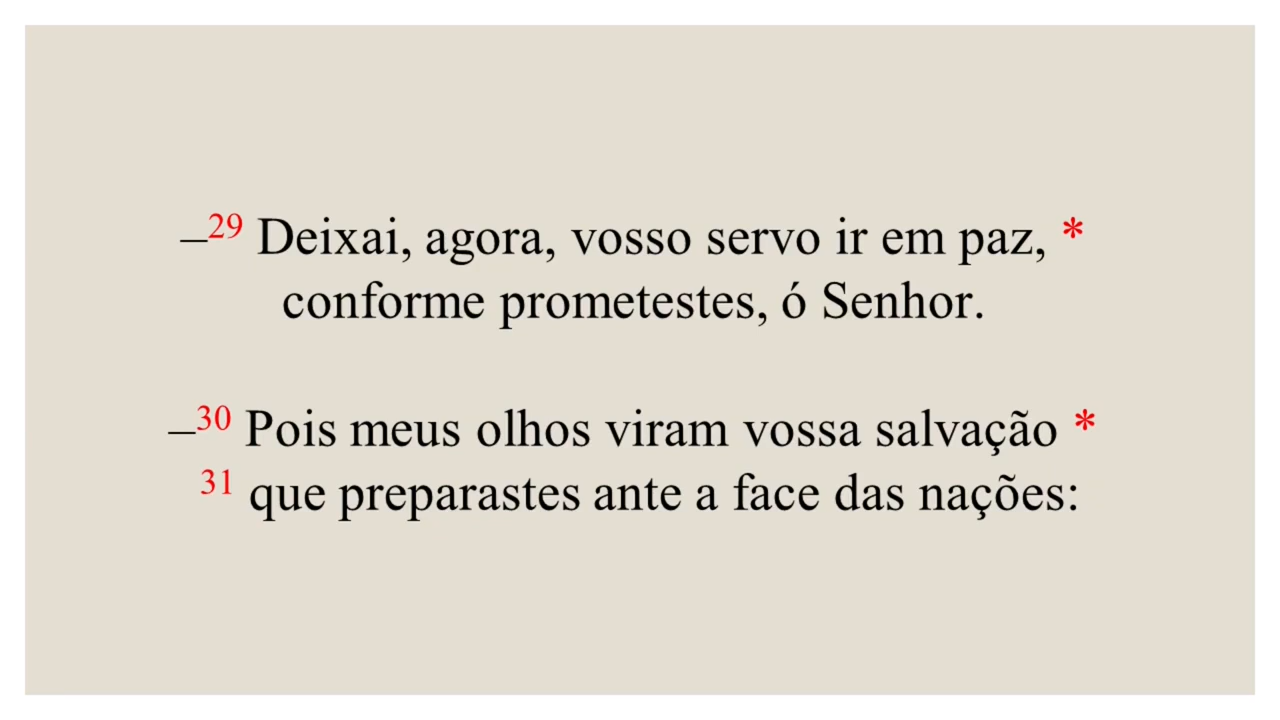 –29 Deixai, agora, vosso servo ir em paz, *
conforme prometestes, ó Senhor.
–30 Pois meus olhos viram vossa salvação *
31 que preparastes ante a face das nações: